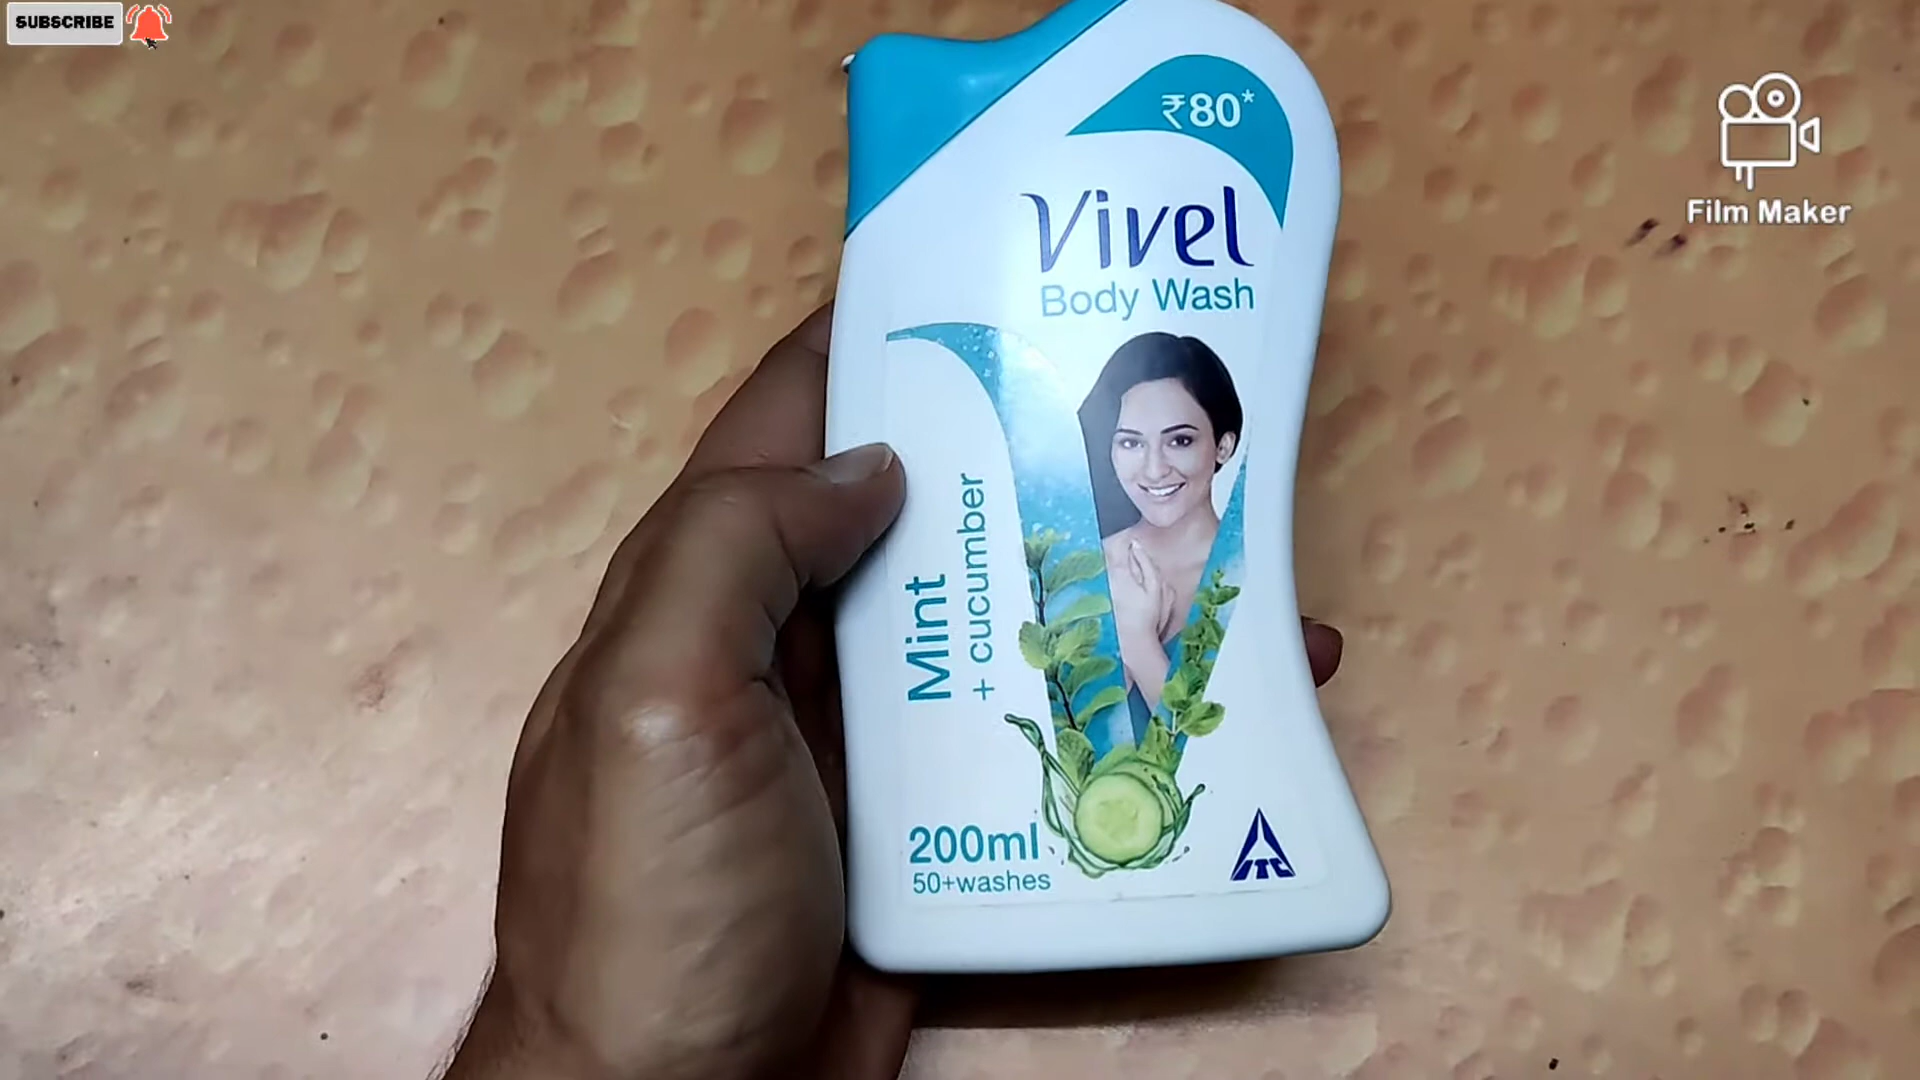 SUBSCRIBE
Film Maker
₹80*
Vivel
Body Wash
Mint
+ cucumber
200ml
50+washes
ITC